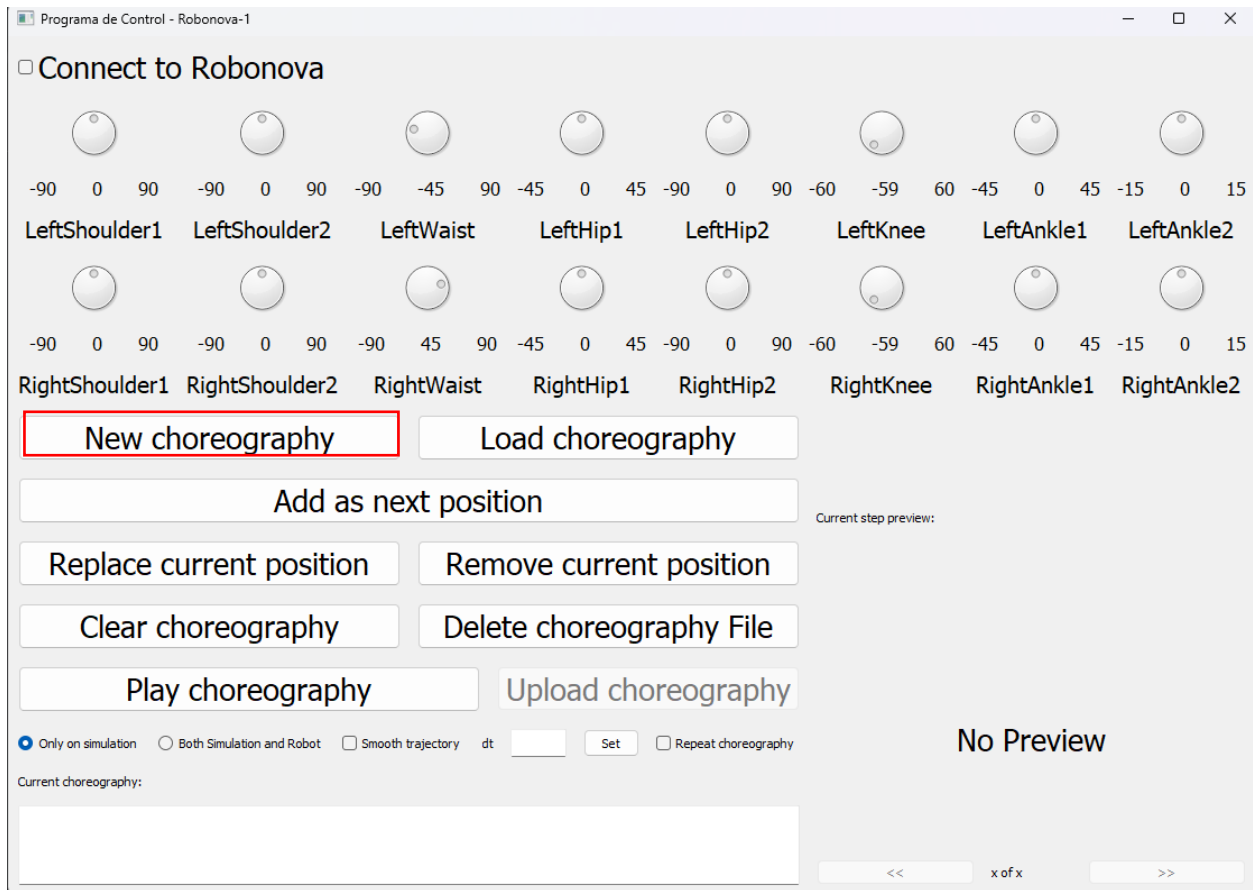 Programa de Control - Robonova-1
Connect to Robonova
-90 0 90 -90 0 90 -90 -45 90 -45 0 45 -90 0 90 -60 -59 60 -45 0 45 -15 0 15
LeftShoulder1 LeftShoulder2 LeftWaist LeftHip1 LeftHip2 LeftKnee LeftAnkle1 LeftAnkle2
-90 0 90 -90 0 90 -90 45 90 -45 0 45 -90 0 90 -60 -59 60 -45 0 45 -15 0 15
RightShoulder1 RightShoulder2 RightWaist RightHip1 RightHip2 RightKnee RightAnkle1 RightAnkle2
New choreography Load choreography
Add as next position
Current step preview:
Replace current position Remove current position
Clear choreography Delete choreography File
Play choreography Upload choreography
Only on simulation Both Simulation and Robot Smooth trajectory dt Set Repeat choreography
No Preview
Current choreography:
<< x of x >>